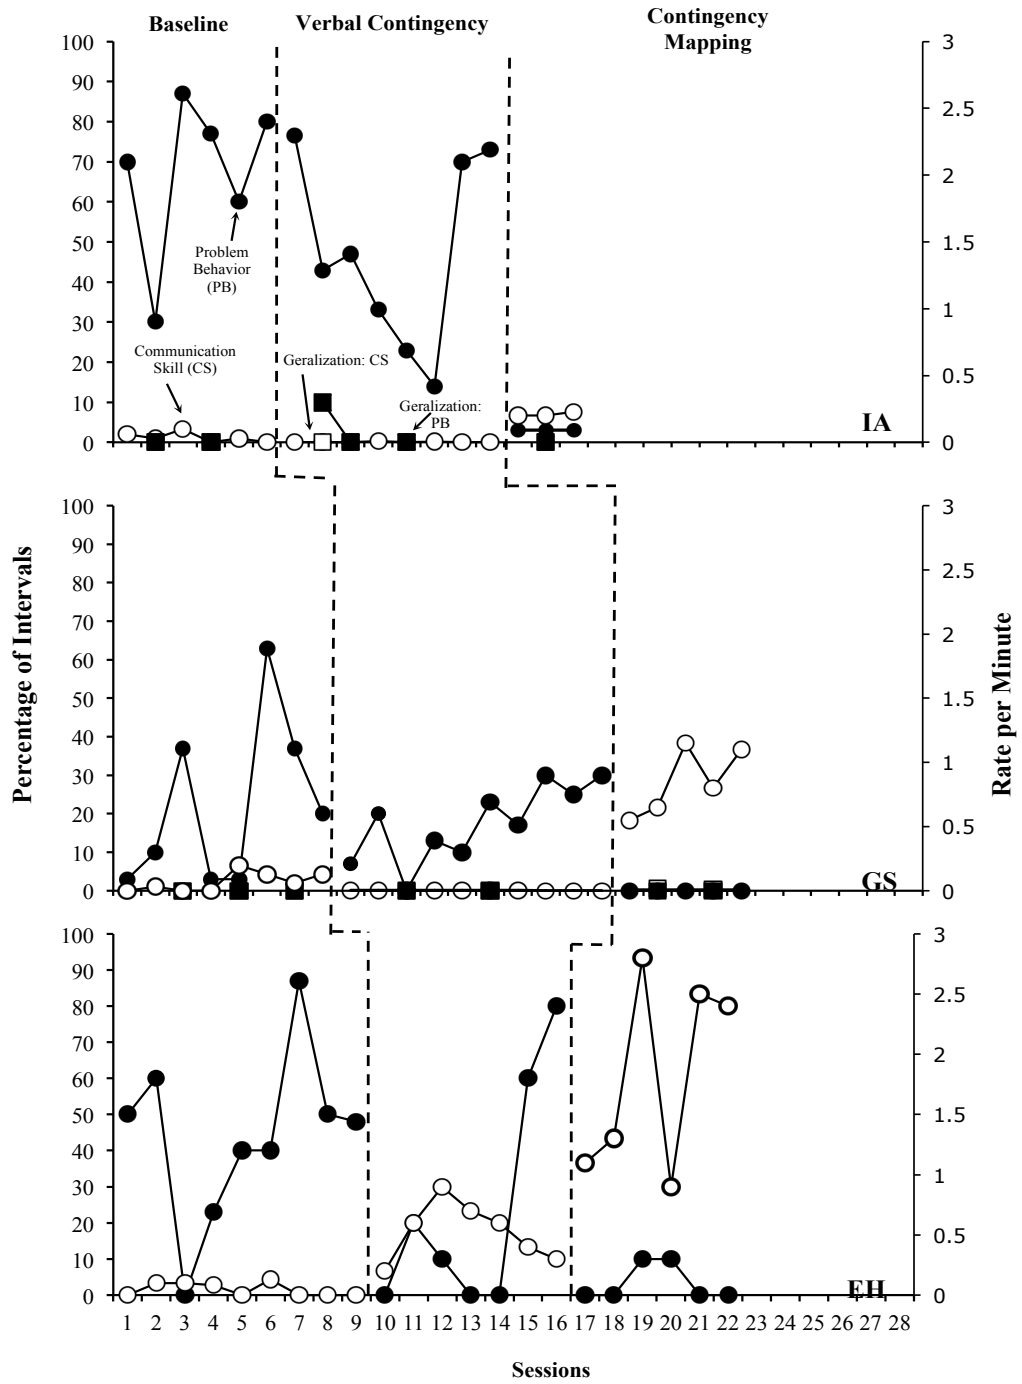 Baseline
Verbal Contingency
Contingency
Mapping
100
90
80
70
60
50
40
30
20
10
0
3
2.5
2
1.5
1
0.5
0
Problem
Behavior
(PB)
Communication
Skill (CS)
Geralization: CS
Geralization:
PB
IA
Percentage of Intervals
100
90
80
70
60
50
40
30
20
10
0
3
2.5
2
1.5
1
0.5
0
GS
Rate per Minute
100
90
80
70
60
50
40
30
20
10
0
3
2.5
2
1.5
1
0.5
0
EH
1 2 3 4 5 6 7 8 9 10 11 12 13 14 15 16 17 18 19 20 21 22 23 24 25 26 27 28
Sessions